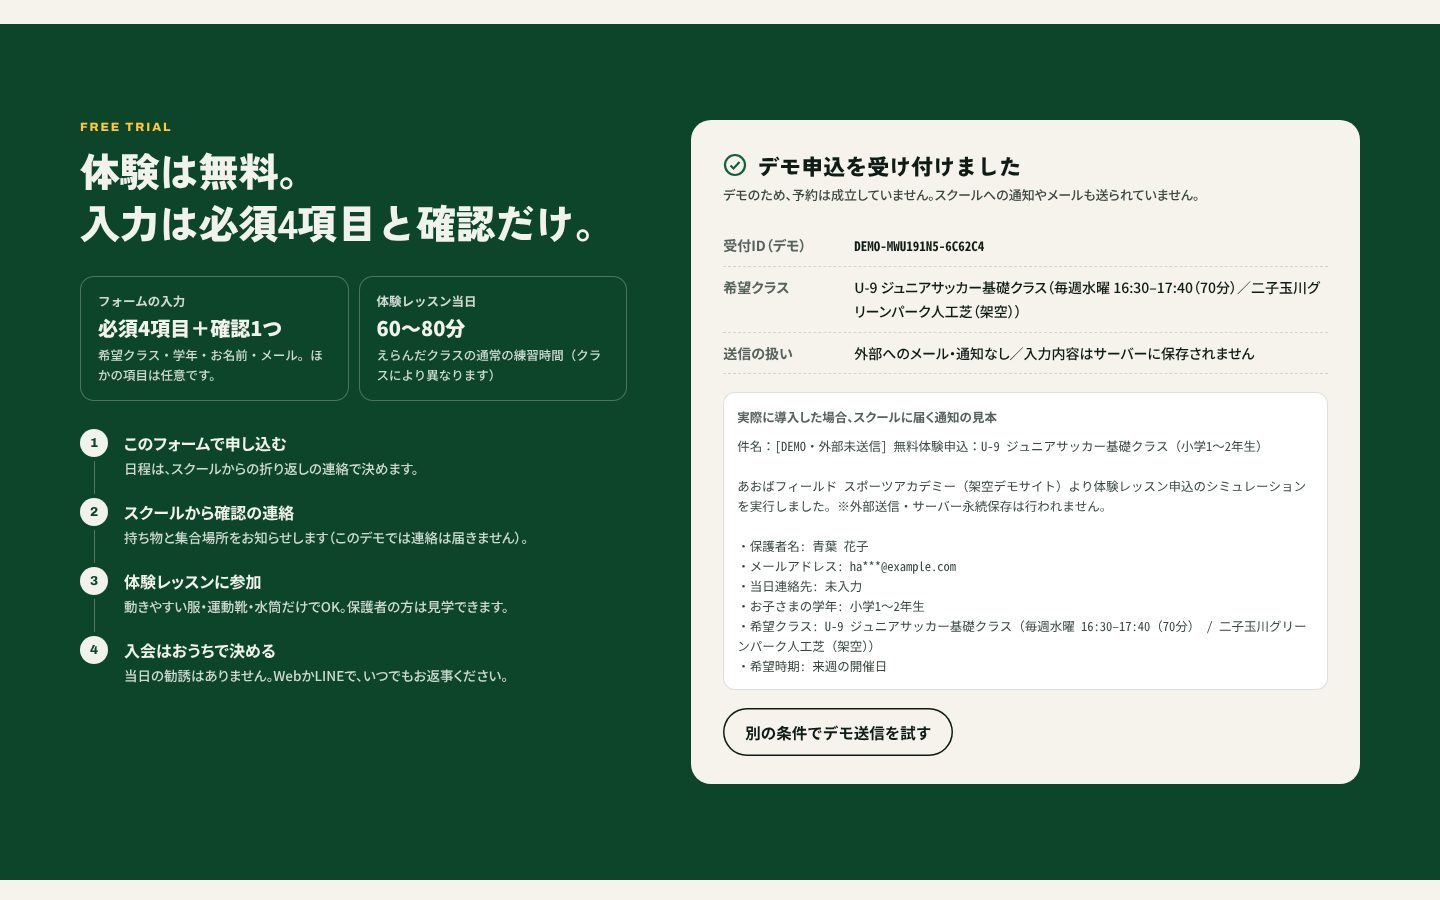 FREE TRIAL
体験は無料。
入力は必須4項目と確認だけ。
フォームの入力
必須4項目＋確認1つ
希望クラス・学年・お名前・メール。ほ
かの項目は任意です。
体験レッスン当日
60〜80分
えらんだクラスの通常の練習時間（クラ
スにより異なります）
1
このフォームで申し込む
日程は、スクールからの折り返しの連絡で決めます。
2
スクールから確認の連絡
持ち物と集合場所をお知らせします（このデモでは連絡は届きません）。
3
体験レッスンに参加
動きやすい服・運動靴・水筒だけでOK。保護者の方は見学できます。
4
入会はおうちで決める
当日の勧誘はありません。WebかLINEで、いつでもお返事ください。
デモ申込を受け付けました
デモのため、予約は成立していません。スクールへの通知やメールも送られていません。
受付ID（デモ）
DEMO-MWU191N5-6C62C4
希望クラス
U-9 ジュニアサッカー基礎クラス（毎週水曜 16:30–17:40（70分）／二子玉川グ
リーンパーク人工芝（架空））
送信の扱い
外部へのメール・通知なし／入力内容はサーバーに保存されません
実際に導入した場合、スクールに届く通知の見本
件名：[DEMO・外部未送信] 無料体験申込：U-9 ジュニアサッカー基礎クラス（小学1〜2年生）
あおばフィールド スポーツアカデミー（架空デモサイト）より体験レッスン申込のシミュレーション
を実行しました。※外部送信・サーバー永続保存は行われません。
・保護者名: 青葉 花子
・メールアドレス: ha***@example.com
・当日連絡先: 未入力
・お子さまの学年: 小学1〜2年生
・希望クラス: U-9 ジュニアサッカー基礎クラス（毎週水曜 16:30–17:40（70分） / 二子玉川グリー
ンパーク人工芝（架空））
・希望時期: 来週の開催日
別の条件でデモ送信を試す